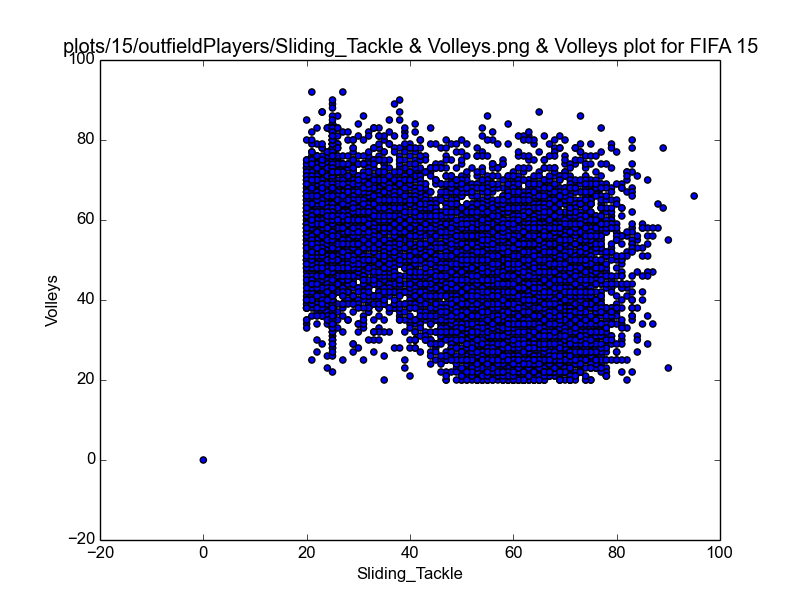 plots/15/outfieldPlayers/Sliding_Tackle & Volleys.png & Volleys plot for FIFA 15
100
80
60
40
20
0
−20
Volleys
−20 0 20 40 60 80 100
Sliding_Tackle